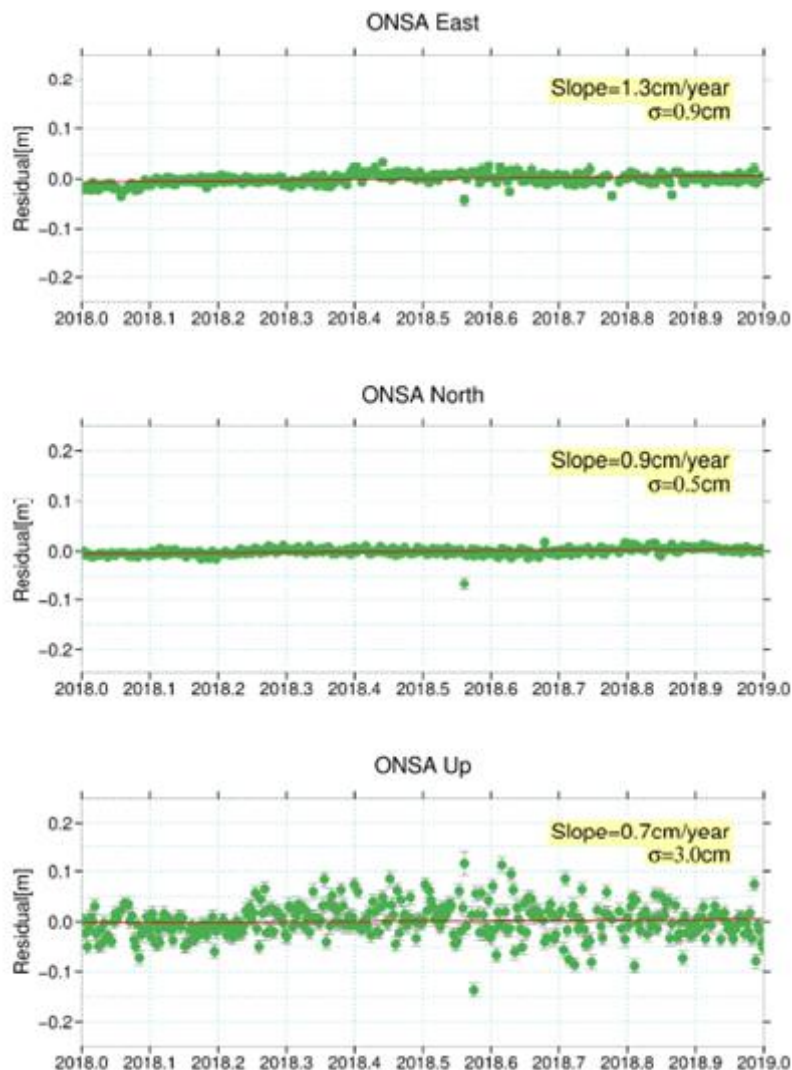 ONSA East
Slope=1.3cm/year
σ=0.9cm
Residual[m]
0.2
0.1
0.0
−0.1
−0.2
2018.0 2018.1 2018.2 2018.3 2018.4 2018.5 2018.6 2018.7 2018.8 2018.9 2019.0
ONSA North
Slope=0.9cm/year
σ=0.5cm
Residual[m]
0.2
0.1
0.0
−0.1
−0.2
2018.0 2018.1 2018.2 2018.3 2018.4 2018.5 2018.6 2018.7 2018.8 2018.9 2019.0
ONSA Up
Slope=0.7cm/year
σ=3.0cm
Residual[m]
0.2
0.1
0.0
−0.1
−0.2
2018.0 2018.1 2018.2 2018.3 2018.4 2018.5 2018.6 2018.7 2018.8 2018.9 2019.0